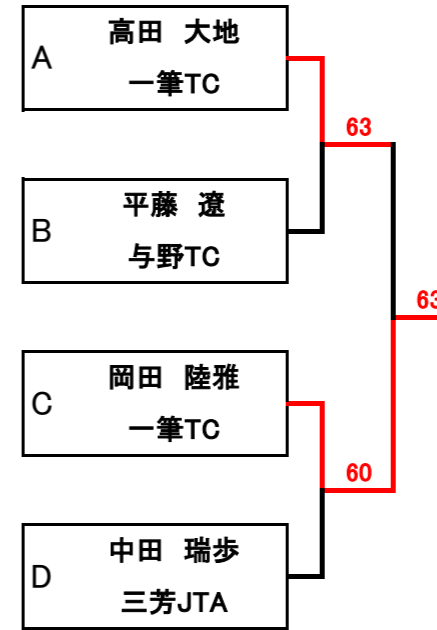 A
高田 大地
一筆TC
63
B
平藤 遼
与野TC
63
C
岡田 陸雅
一筆TC
60
D
中田 瑞歩
三芳JTA